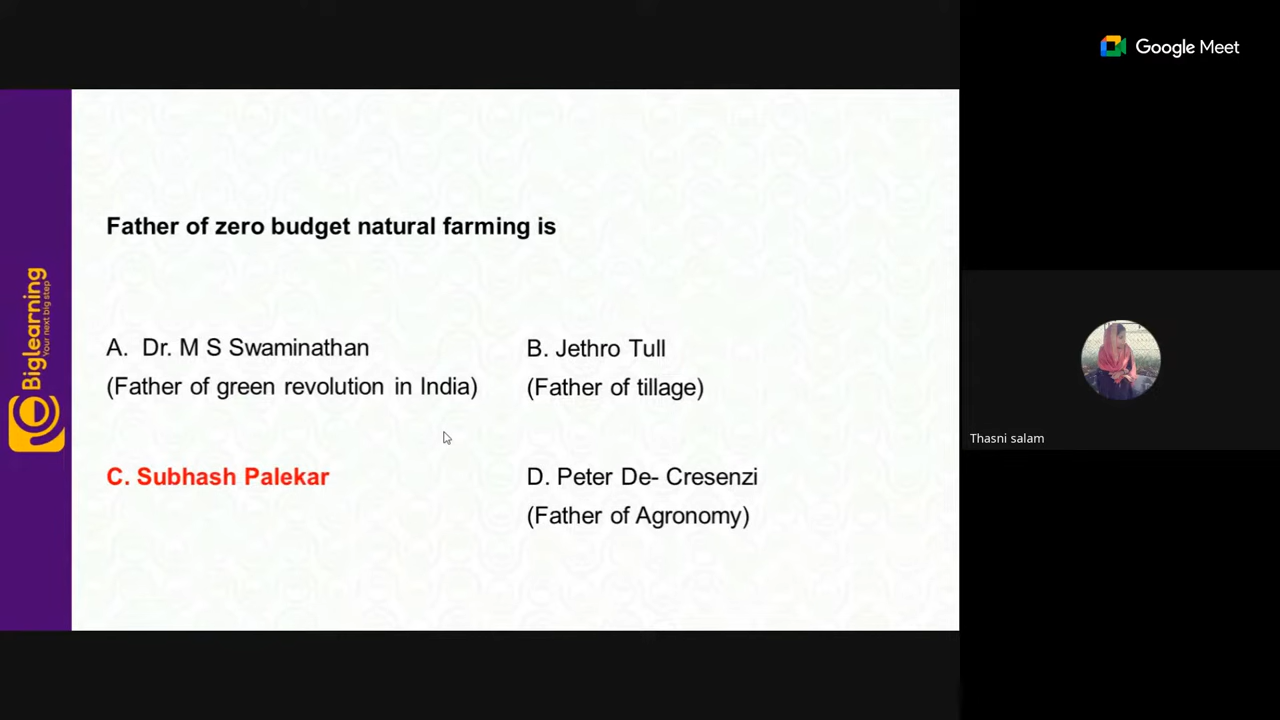 Google Meet
Father of zero budget natural farming is
A. Dr. M S Swaminathan
(Father of green revolution in India)
B. Jethro Tull
(Father of tillage)
C. Subhash Palekar
D. Peter De- Cresenzi
(Father of Agronomy)
Biglearning
Your next big step
Thasni salam